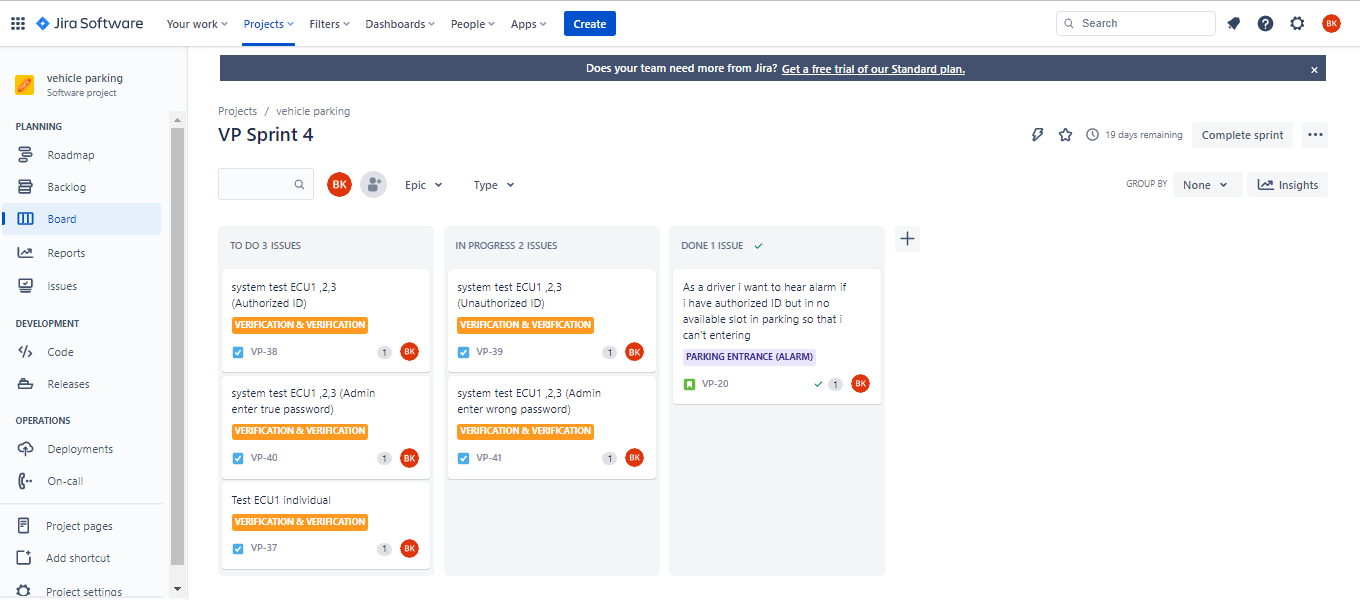 Jira Software
Your work
Projects
Filters
Dashboards
People
Apps
Create
Search
BK
vehicle parking
Software project
PLANNING
Roadmap
Backlog
Board
Reports
Issues
DEVELOPMENT
Code
Releases
OPERATIONS
Deployments
On-call
Project pages
Add shortcut
Project settings
Does your team need more from Jira? Get a free trial of our Standard plan.
Projects / vehicle parking
VP Sprint 4
19 days remaining
Complete sprint
BK
Epic
Type
GROUP BY
None
Insights
TO DO 3 ISSUES
system test ECU1 ,2,3
(Authorized ID)
VERIFICATION & VERIFICATION
VP-38
1
BK
system test ECU1 ,2,3 (Admin
enter true password)
VERIFICATION & VERIFICATION
VP-40
1
BK
Test ECU1 individual
VERIFICATION & VERIFICATION
VP-37
1
BK
IN PROGRESS 2 ISSUES
system test ECU1 ,2,3
(Unauthorized ID)
VERIFICATION & VERIFICATION
VP-39
1
BK
system test ECU1 ,2,3 (Admin
enter wrong password)
VERIFICATION & VERIFICATION
VP-41
1
BK
DONE 1 ISSUE
As a driver i want to hear alarm if
i have authorized ID but in no
available slot in parking so that i
can't entering
PARKING ENTRANCE (ALARM)
VP-20
1
BK